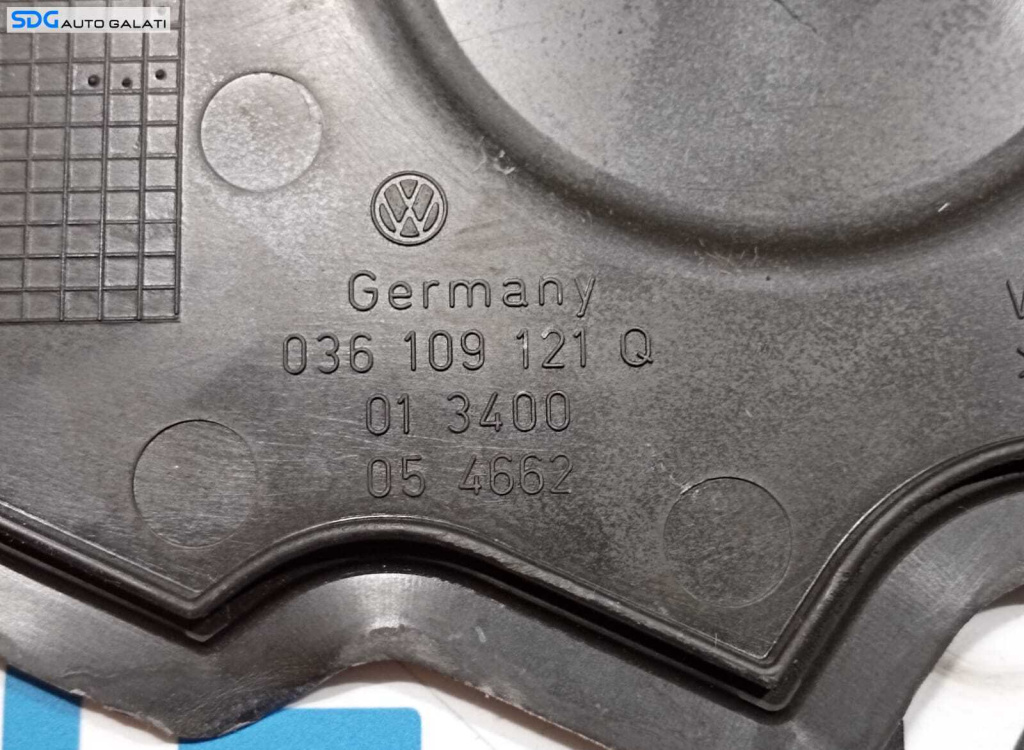 SDG AUTO GALATI
Germany
036 109 121 Q
01 3400
05 4662